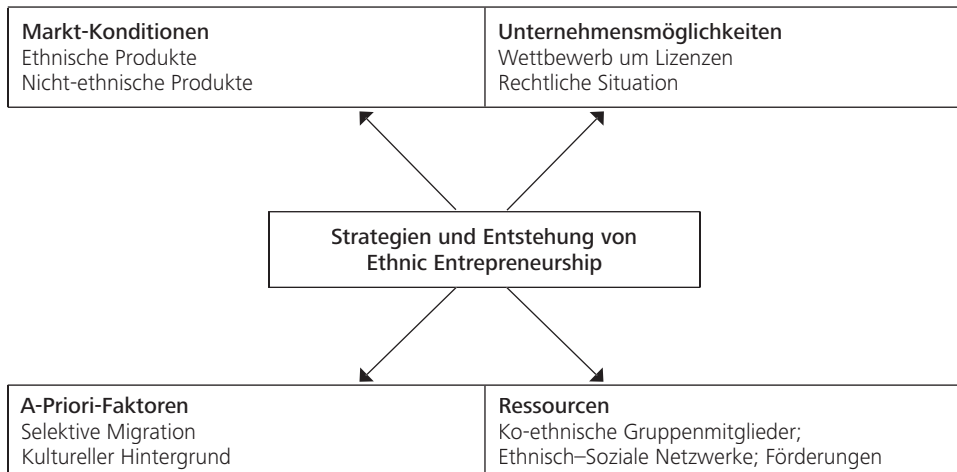 Markt-Konditionen
Ethnische Produkte
Nicht-ethnische Produkte
Unternehmensmöglichkeiten
Wettbewerb um Lizenzen
Rechtliche Situation
Strategien und Entstehung von
Ethnic Entrepreneurship
A-Priori-Faktoren
Selektive Migration
Kultureller Hintergrund
Ressourcen
Ko-ethnische Gruppenmitglieder;
Ethnisch–Soziale Netzwerke; Förderungen